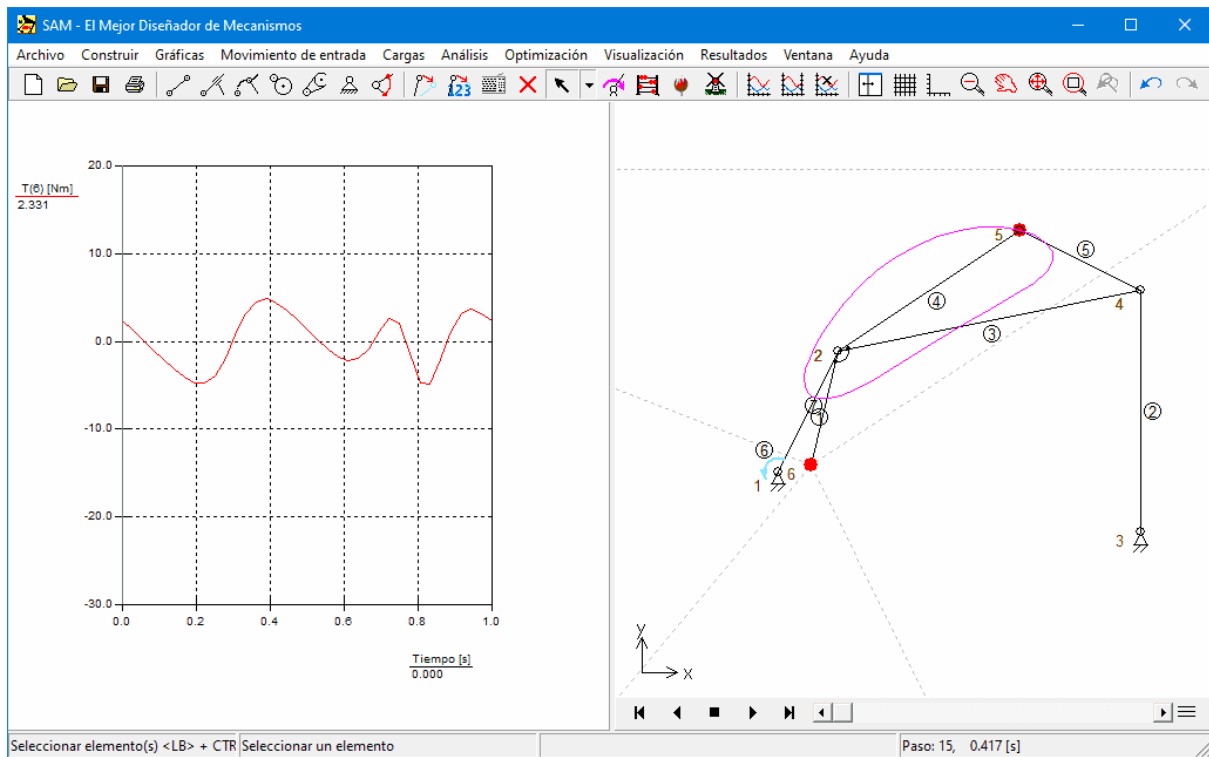 SAM - El Mejor Diseñador de Mecanismos
Archivo Construir Gráficas Movimiento de entrada Cargas Análisis Optimización Visualización Resultados Ventana Ayuda
123
T(6) [Nm]
2.331
20.0
10.0
0.0
-10.0
-20.0
-30.0
0.0 0.2 0.4 0.6 0.8 1.0
Tiempo [s]
0.000
5
5
4
4
3
2
2
6
1
6
3
y
x
Seleccionar elemento(s) <LB> + CTR Seleccionar un elemento Paso: 15, 0.417 [s]